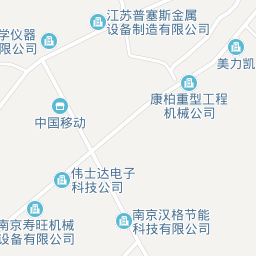 江苏普塞斯金属
设备制造有限公司
学仪器
有限公司
美力凯
康柏重型工程
机械公司
中国移动
伟士达电子
科技公司
南京寿旺机械
设备有限公司
南京汉格节能
科技有限公司